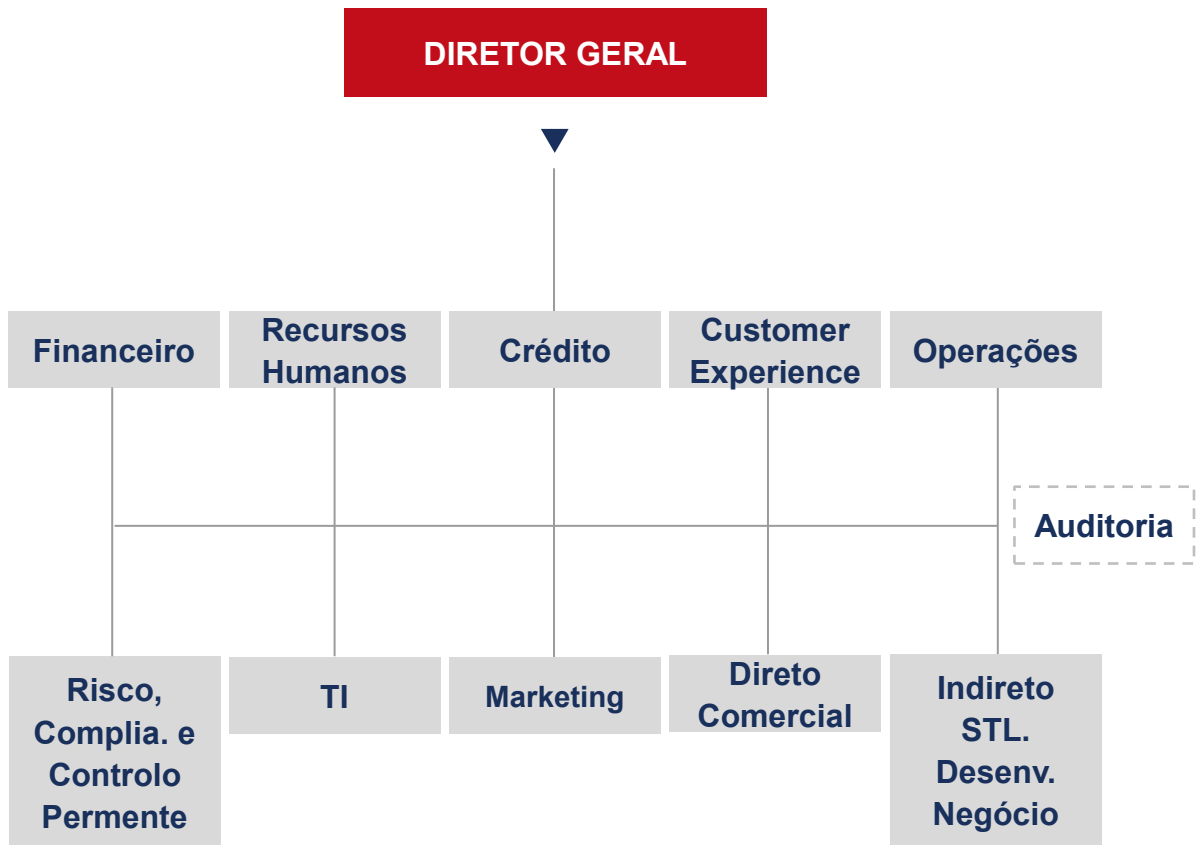 DIRETOR GERAL
Financeiro
Recursos
Humanos
Crédito
Customer
Experience
Operações
Auditoria
Risco,
Complia. e
Controlo
Permente
TI
Marketing
Direto
Comercial
Indireto
STL.
Desenv.
Negócio